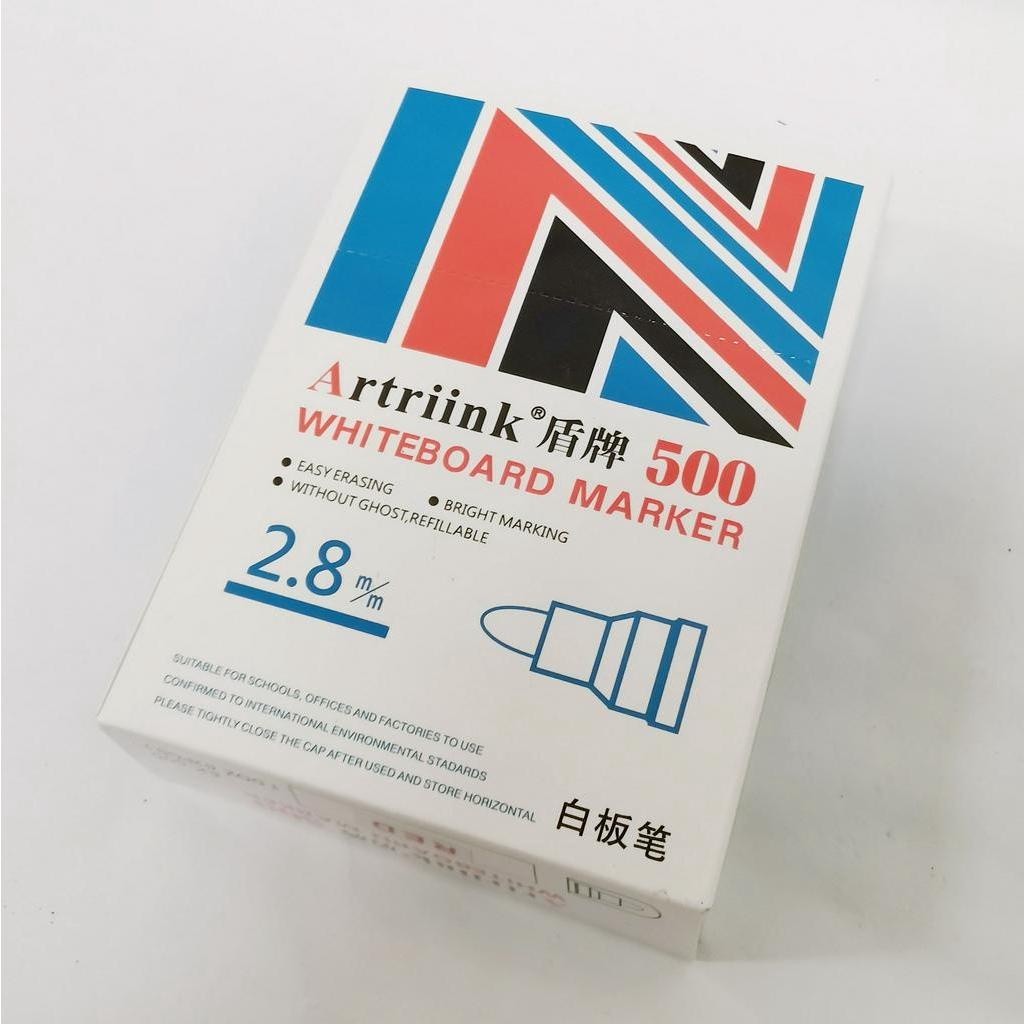 Artriink® 盾牌 500
WHITEBOARD MARKER
● EASY ERASING
● BRIGHT MARKING
● WITHOUT GHOST,REFILLABLE
2.8 m/m
SUITABLE FOR SCHOOLS, OFFICES AND FACTORIES TO USE
CONFIRMED TO INTERNATIONAL ENVIRONMENTAL STADARDS
PLEASE TIGHTLY CLOSE THE CAP AFTER USED AND STORE HORIZONTAL
白板笔
RED